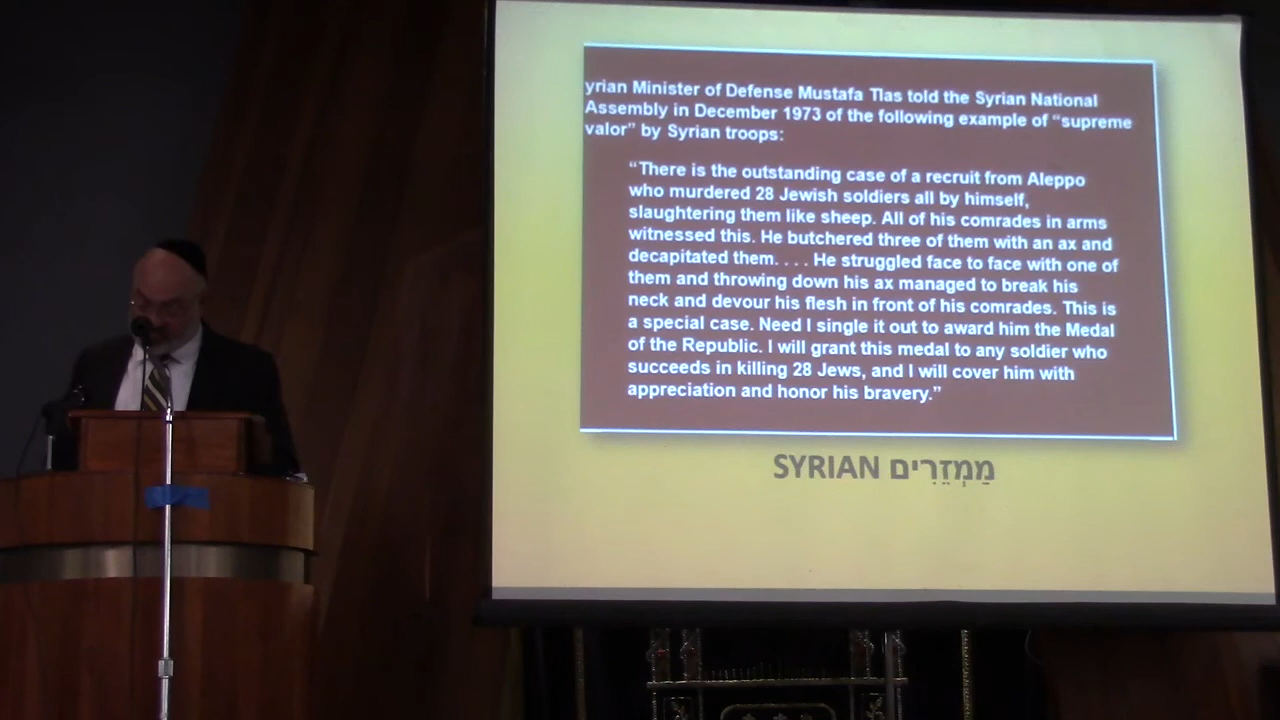 yrian Minister of Defense Mustafa Tlas told the Syrian National
Assembly in December 1973 of the following example of “supreme
valor” by Syrian troops:
“There is the outstanding case of a recruit from Aleppo
who murdered 28 Jewish soldiers all by himself,
slaughtering them like sheep. All of his comrades in arms
witnessed this. He butchered three of them with an ax and
decapitated them. . . . He struggled face to face with one of
them and throwing down his ax managed to break his
neck and devour his flesh in front of his comrades. This is
a special case. Need I single it out to award him the Medal
of the Republic. I will grant this medal to any soldier who
succeeds in killing 28 Jews, and I will cover him with
appreciation and honor his bravery.”
SYRIAN מַמְזֵרִים